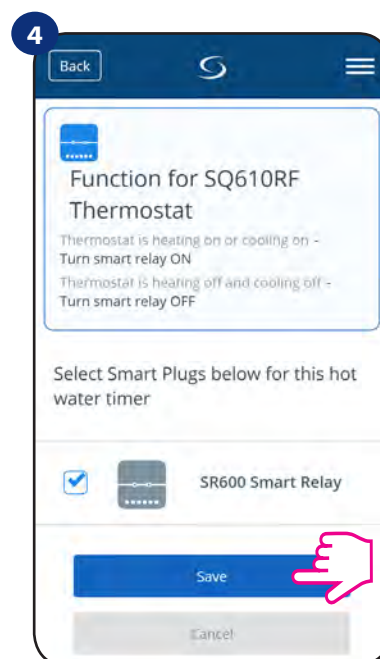 4
Back
Function for SQ610RF
Thermostat
Thermostat is heating on or cooling on -
Turn smart relay ON
Thermostat is heating off and cooling off -
Turn smart relay OFF
Select Smart Plugs below for this hot
water timer
SR600 Smart Relay
Save
Cancel